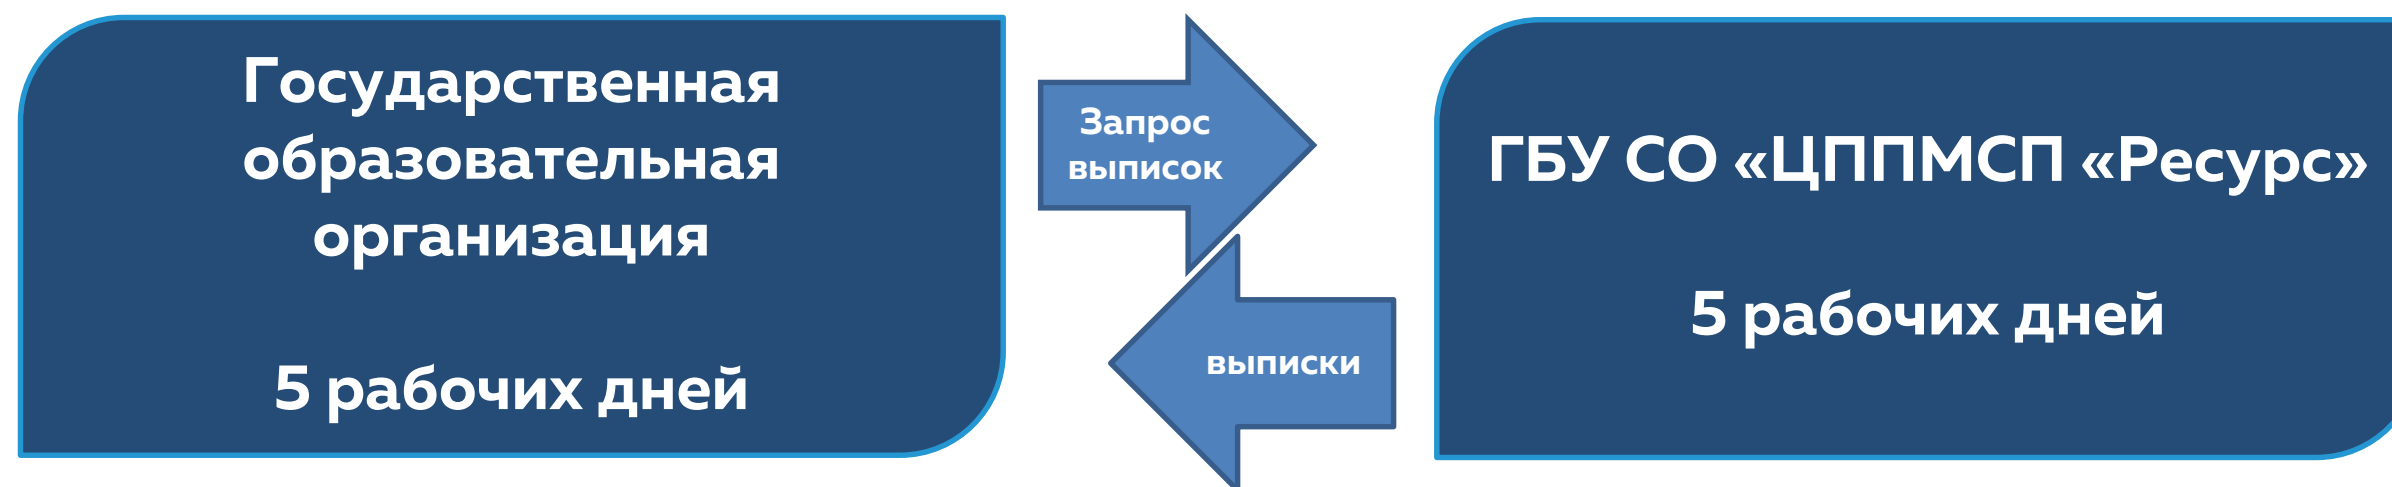 Государственная
образовательная
организация
5 рабочих дней
Запрос
выписок
выписки
ГБУ СО «ЦППМСП «Ресурс»
5 рабочих дней